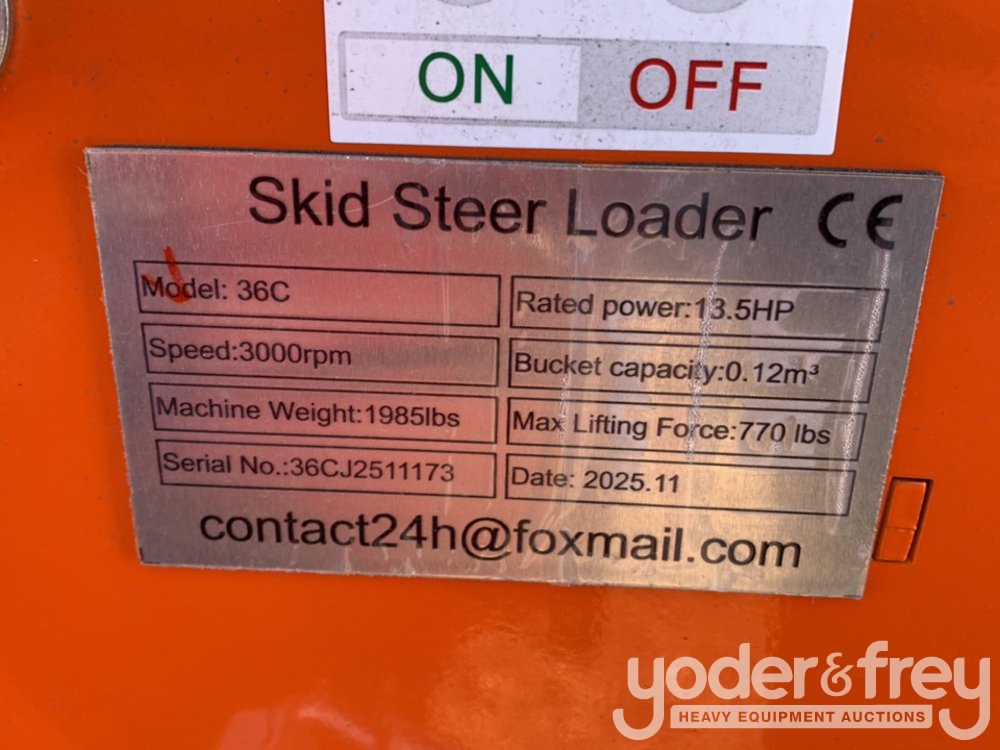 ON OFF
Skid Steer Loader CE
Model: 36C
Rated power:13.5HP
Speed:3000rpm
Bucket capacity:0.12m³
Machine Weight:1985lbs
Max Lifting Force:770 lbs
Serial No.:36CJ2511173
Date: 2025.11
contact24h@foxmail.com
yoder&frey
HEAVY EQUIPMENT AUCTIONS